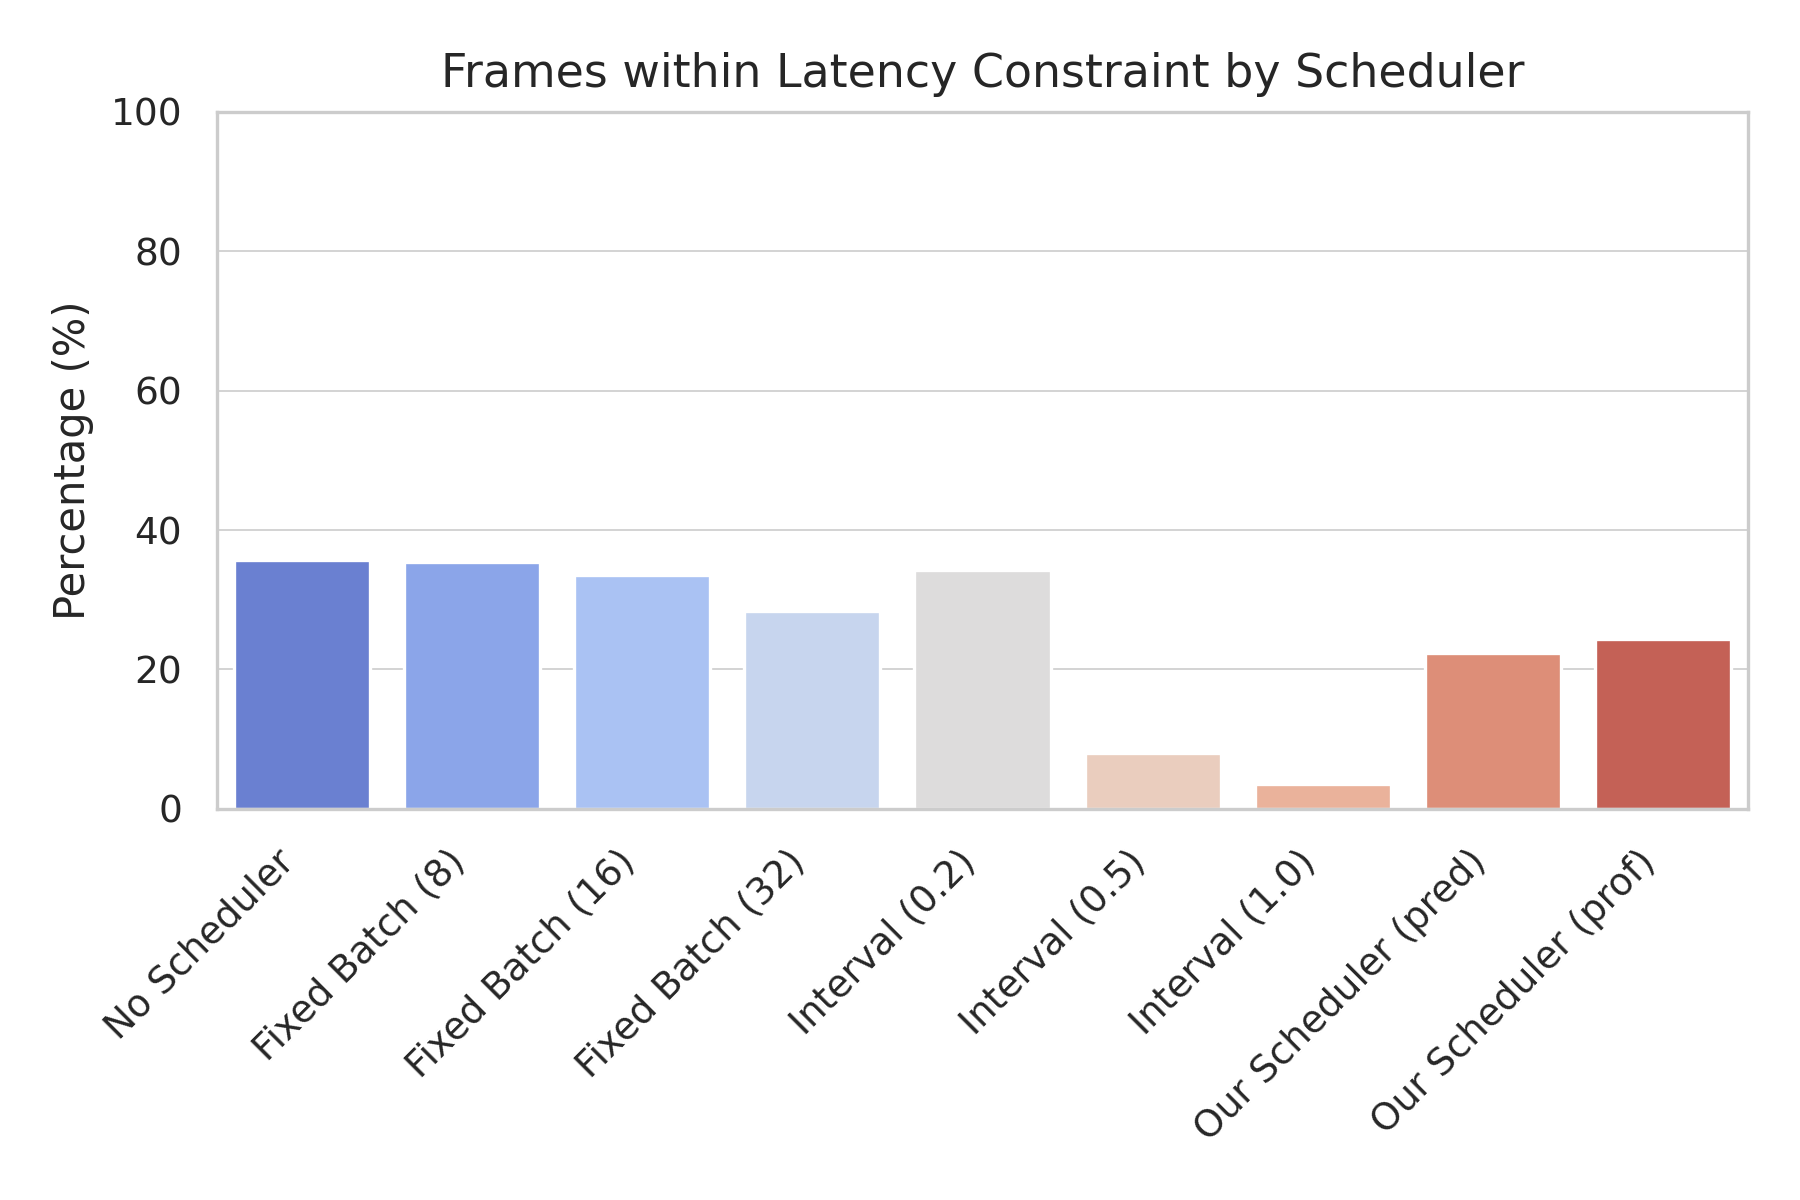 Frames within Latency Constraint by Scheduler
Percentage (%)
100
80
60
40
20
0
No Scheduler
Fixed Batch (8)
Fixed Batch (16)
Fixed Batch (32)
Interval (0.2)
Interval (0.5)
Interval (1.0)
Our Scheduler (pred)
Our Scheduler (prof)